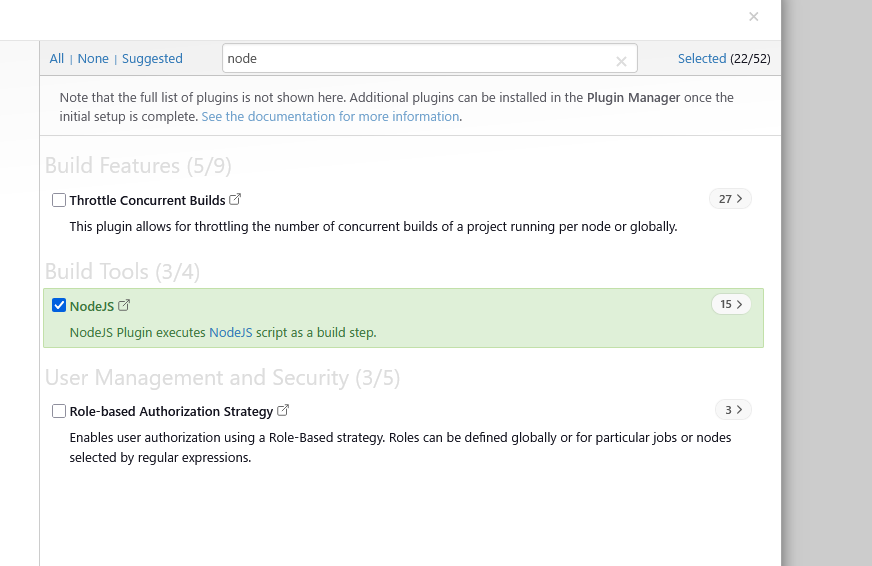 All | None | Suggested
node
Selected (22/52)
Note that the full list of plugins is not shown here. Additional plugins can be installed in the Plugin Manager once the
initial setup is complete. See the documentation for more information.
Build Features (5/9)
Throttle Concurrent Builds
27
This plugin allows for throttling the number of concurrent builds of a project running per node or globally.
Build Tools (3/4)
NodeJS
15
NodeJS Plugin executes NodeJS script as a build step.
User Management and Security (3/5)
Role-based Authorization Strategy
3
Enables user authorization using a Role-Based strategy. Roles can be defined globally or for particular jobs or nodes
selected by regular expressions.